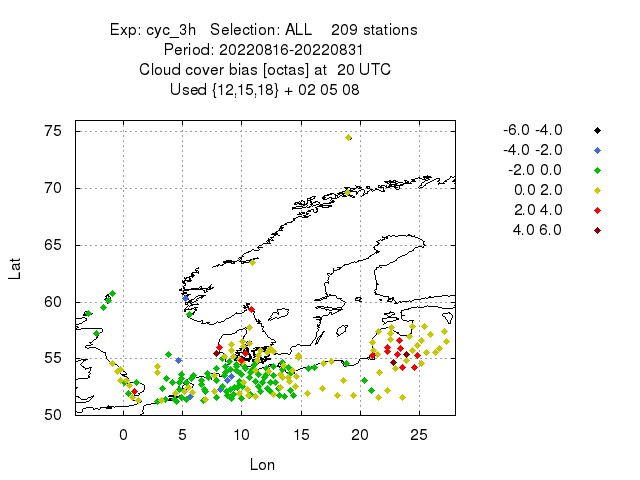 Exp: cyc_3h   Selection: ALL    209 stations
Period: 20220816-20220831
Cloud cover bias [octas] at  20 UTC
Used {12,15,18} + 02 05 08
75
70
65
60
55
50
Lat
0 5 10 15 20 25
Lon
-6.0 -4.0
-4.0 -2.0
-2.0 0.0
0.0 2.0
2.0 4.0
4.0 6.0